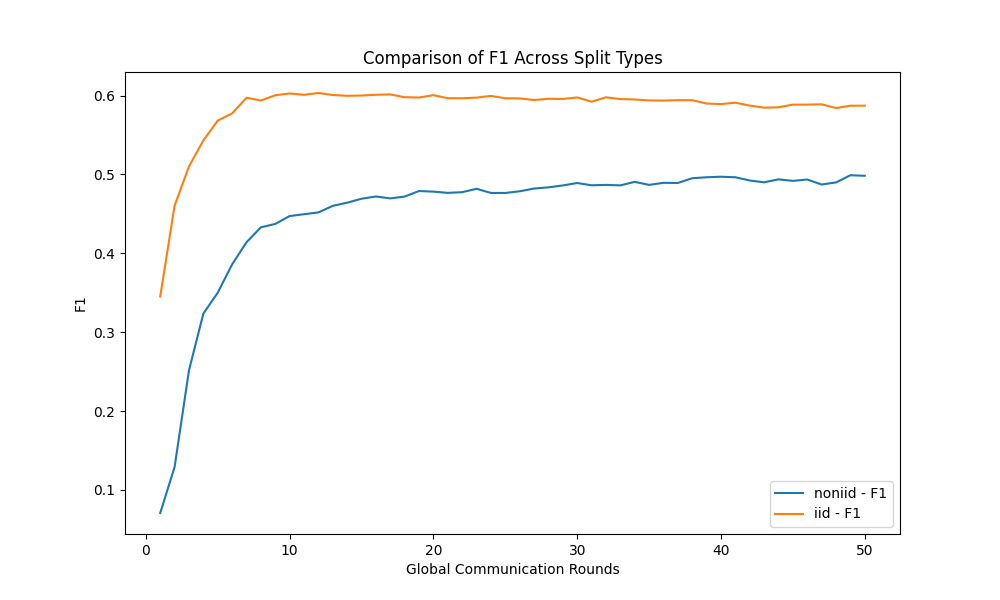 Comparison of F1 Across Split Types
0.6
0.5
0.4
0.3
0.2
0.1
F1
0 10 20 30 40 50
Global Communication Rounds
noniid - F1
iid - F1